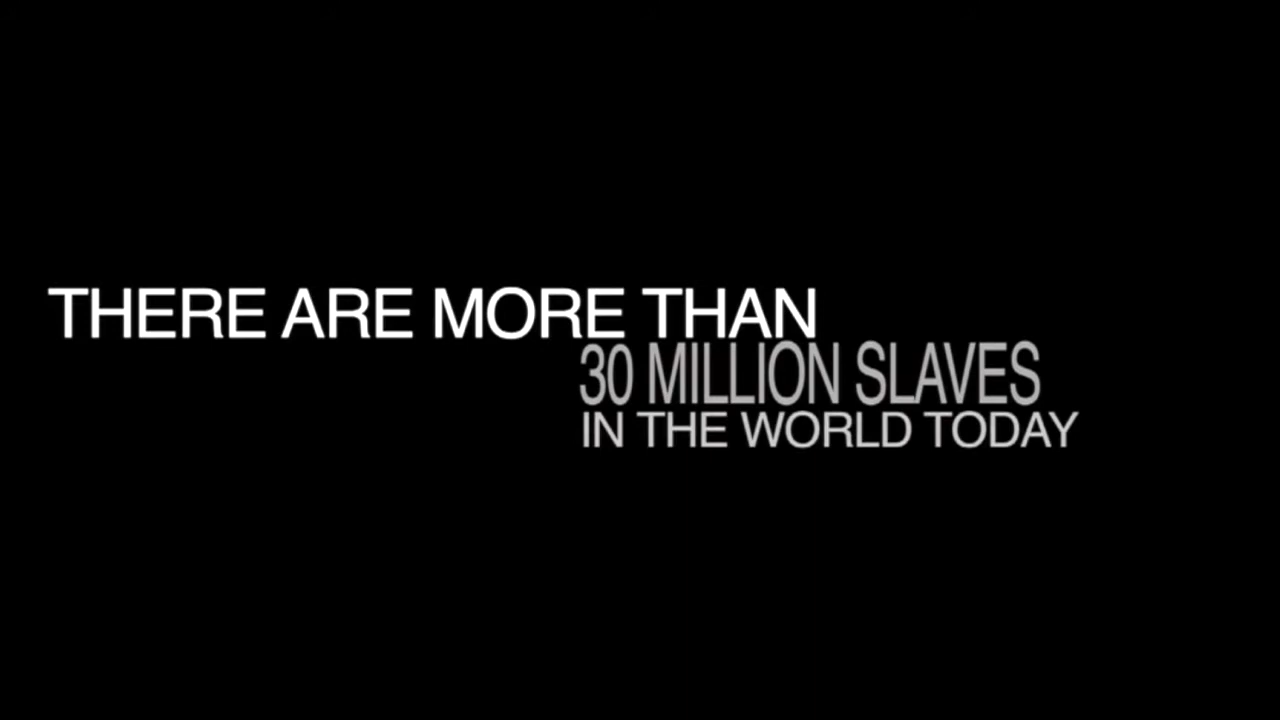 THERE ARE MORE THAN
30 MILLION SLAVES
IN THE WORLD TODAY